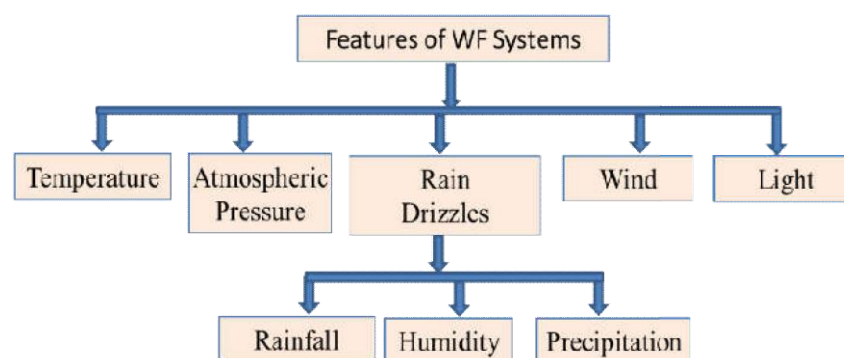 Features of WF Systems
Temperature
Atmospheric
Pressure
Rain
Drizzles
Wind
Light
Rainfall
Humidity
Precipitation